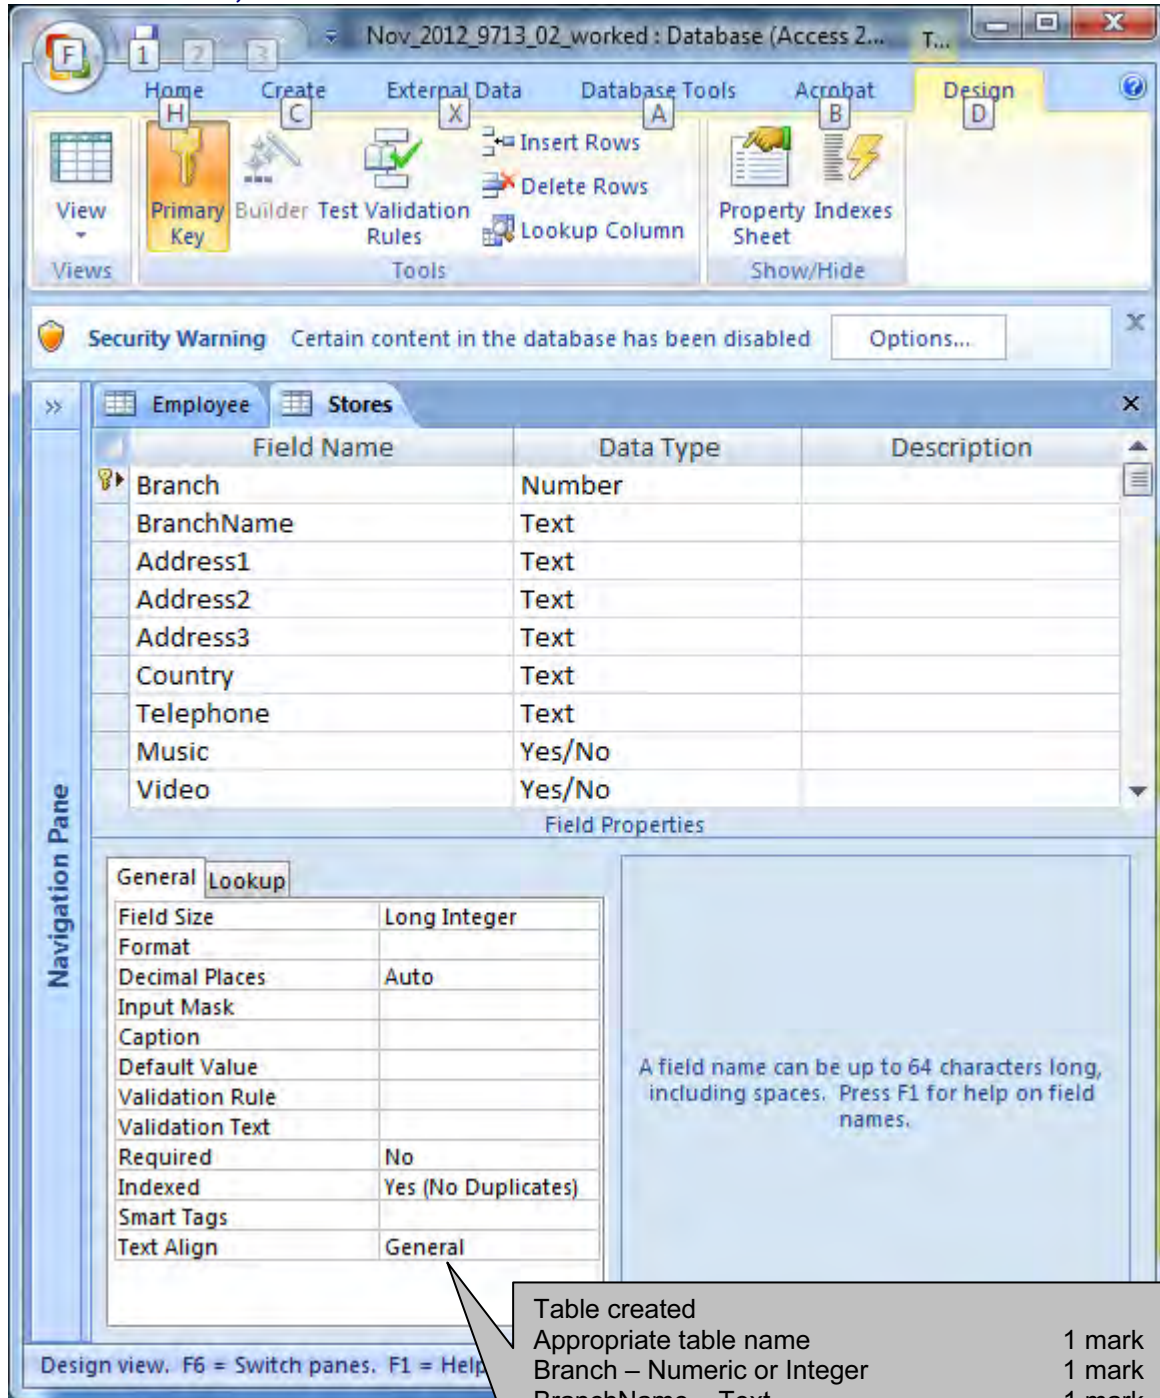 Nov_2012_9713_02_worked : Database (Access 2... T...
F 1 2 3
Home Create External Data Database Tools Acrobat Design
H C X A B D
View
Primary Key
Builder
Test Validation Rules
Insert Rows
Delete Rows
Lookup Column
Property Sheet
Indexes
Views Tools Show/Hide
Security Warning Certain content in the database has been disabled Options...
Employee Stores
Field Name Data Type Description
Branch Number
BranchName Text
Address1 Text
Address2 Text
Address3 Text
Country Text
Telephone Text
Music Yes/No
Video Yes/No
Navigation Pane
Field Properties
General Lookup
Field Size Long Integer
Format
Decimal Places Auto
Input Mask
Caption
Default Value
Validation Rule
Validation Text
Required No
Indexed Yes (No Duplicates)
Smart Tags
Text Align General
A field name can be up to 64 characters long,
including spaces. Press F1 for help on field
names.
Design view. F6 = Switch panes. F1 = Help
Table created
Appropriate table name 1 mark
Branch – Numeric or Integer 1 mark
BranchName – Text 1 mark